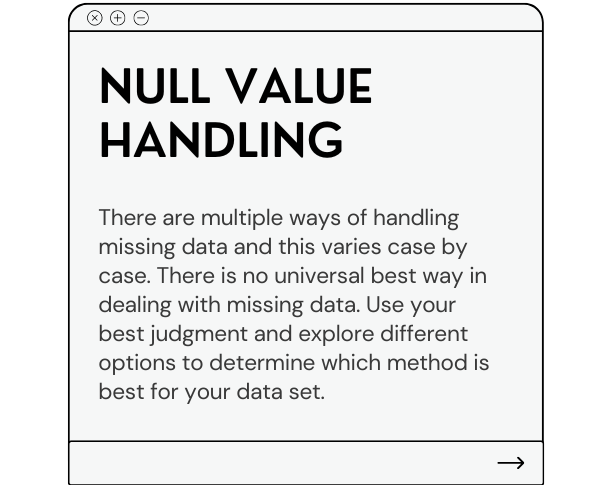 NULL VALUE
HANDLING
There are multiple ways of handling
missing data and this varies case by
case. There is no universal best way in
dealing with missing data. Use your
best judgment and explore different
options to determine which method is
best for your data set.